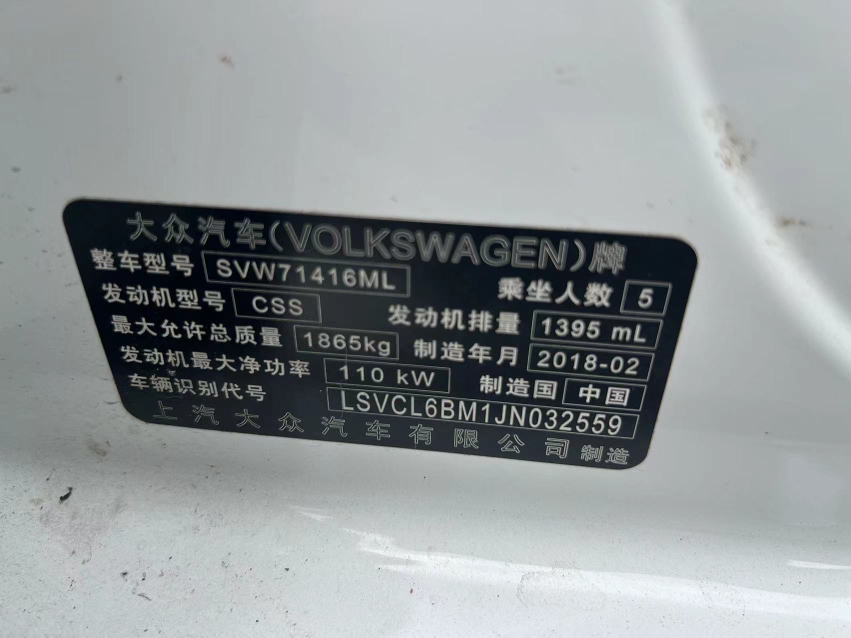 大众汽车(VOLKSWAGEN)牌
整车型号 SVW71416ML 乘坐人数 5
发动机型号 CSS 发动机排量 1395 mL
最大允许总质量 1865kg 制造年月 2018-02
发动机最大净功率 110 kW 制造国 中国
车辆识别代号 LSVCL6BM1JN032559
上汽大众汽车有限公司制造